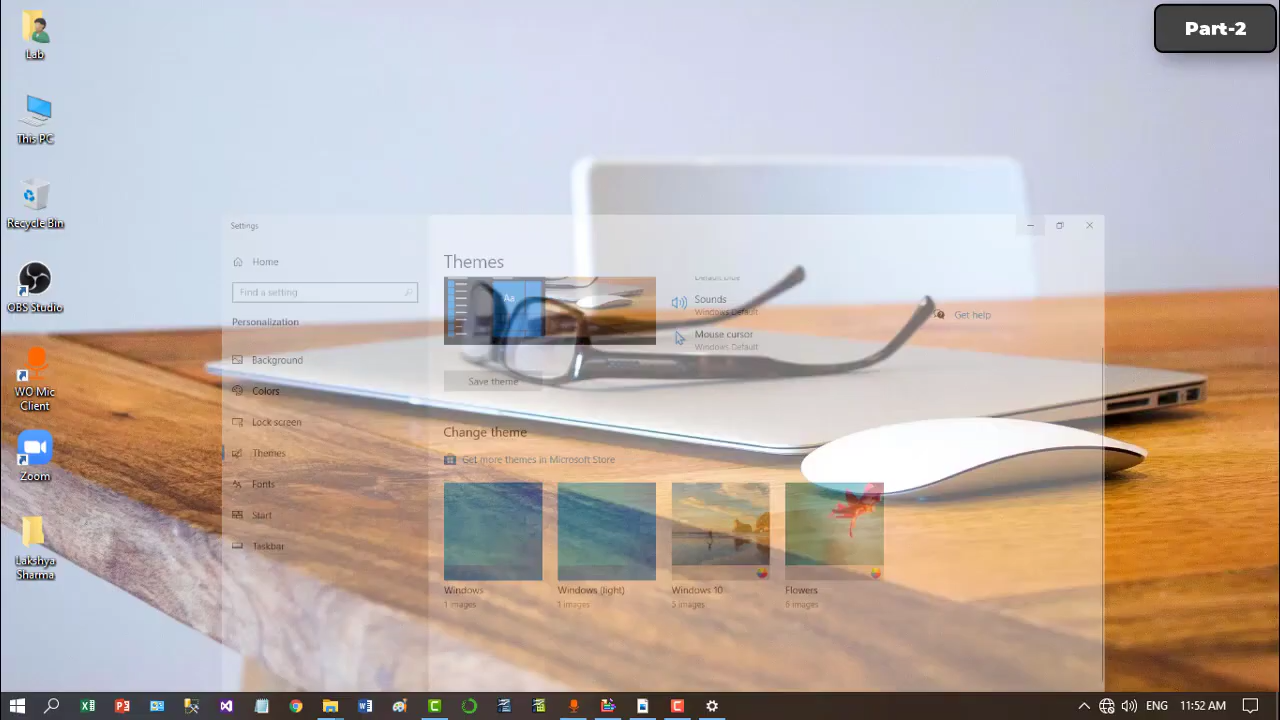 Part-2
Lab
This PC
Recycle Bin
OBS Studio
WO Mic
Client
Zoom
Lakshya
Sharma
Settings
Home
Find a setting
Personalization
Background
Colors
Lock screen
Themes
Fonts
Start
Taskbar
Themes
Aa
Sounds
Windows Default
Mouse cursor
Windows Default
Get help
Save theme
Change theme
Get more themes in Microsoft Store
Windows
1 images
Windows (light)
1 images
Windows 10
5 images
Flowers
6 images
ENG
11:52 AM